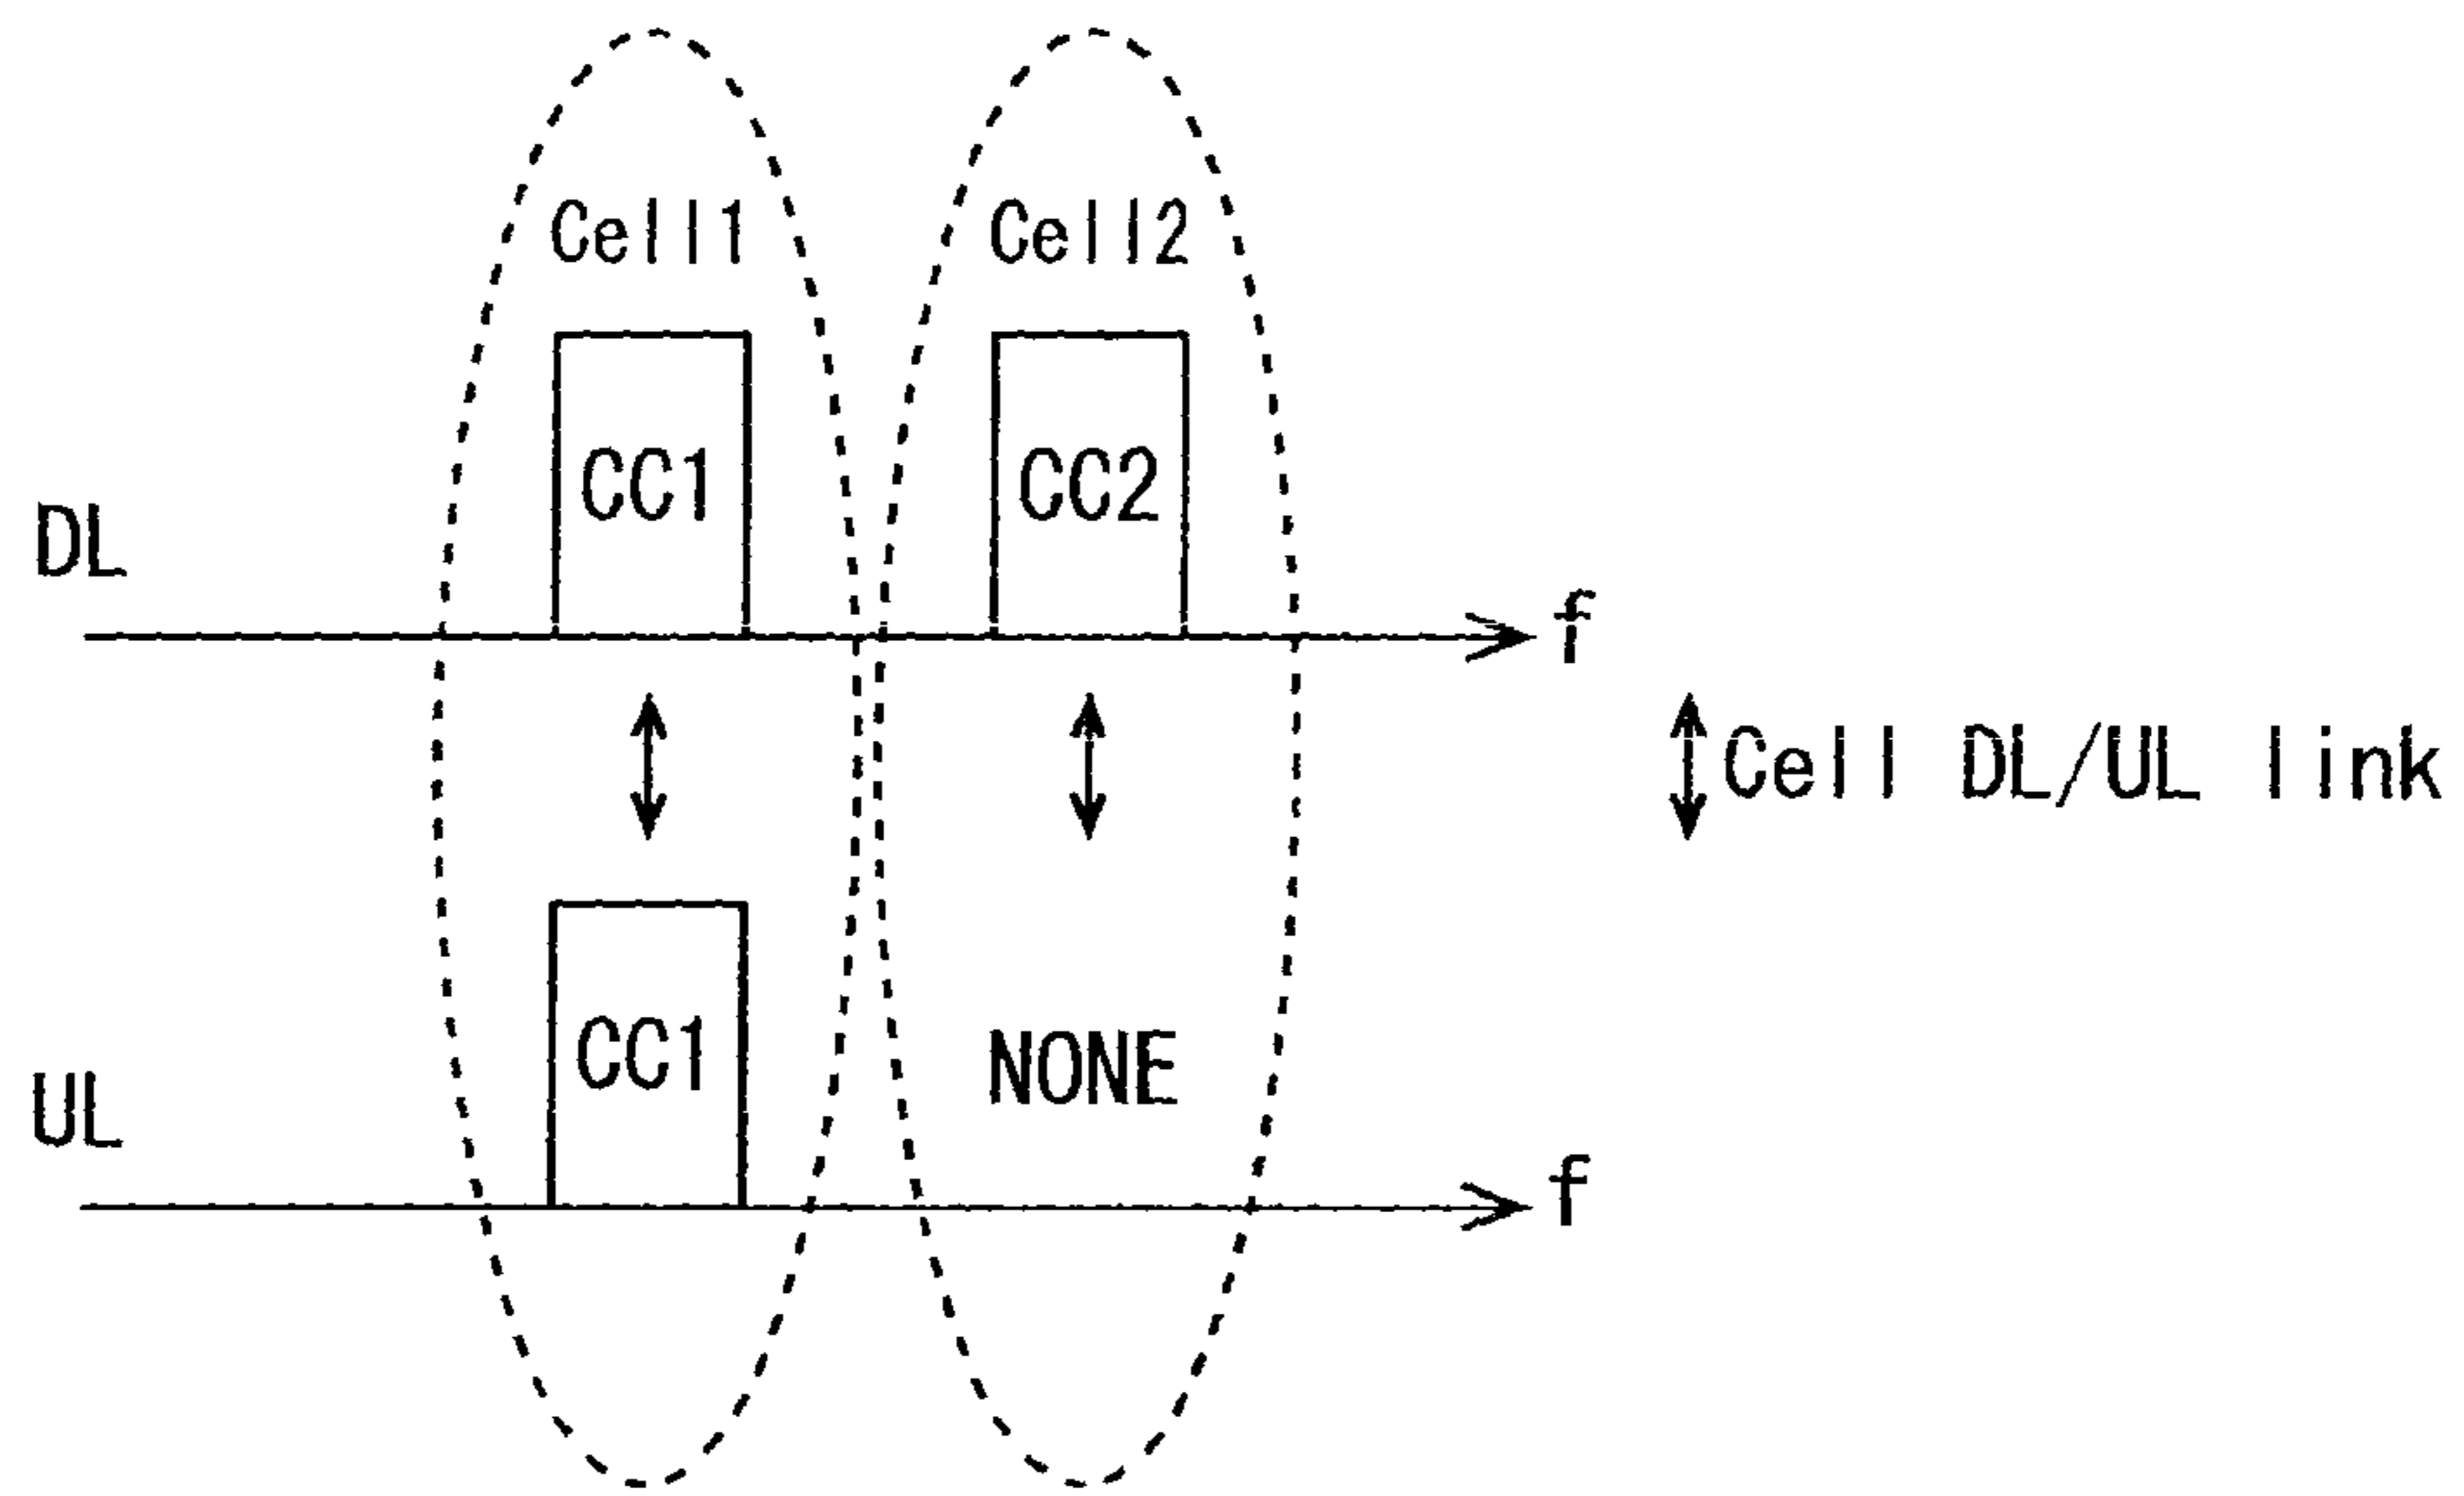 Cell1 Cell2
CC1 CC2
DL
f
Cell DL/UL link
CC1 NONE
UL
f